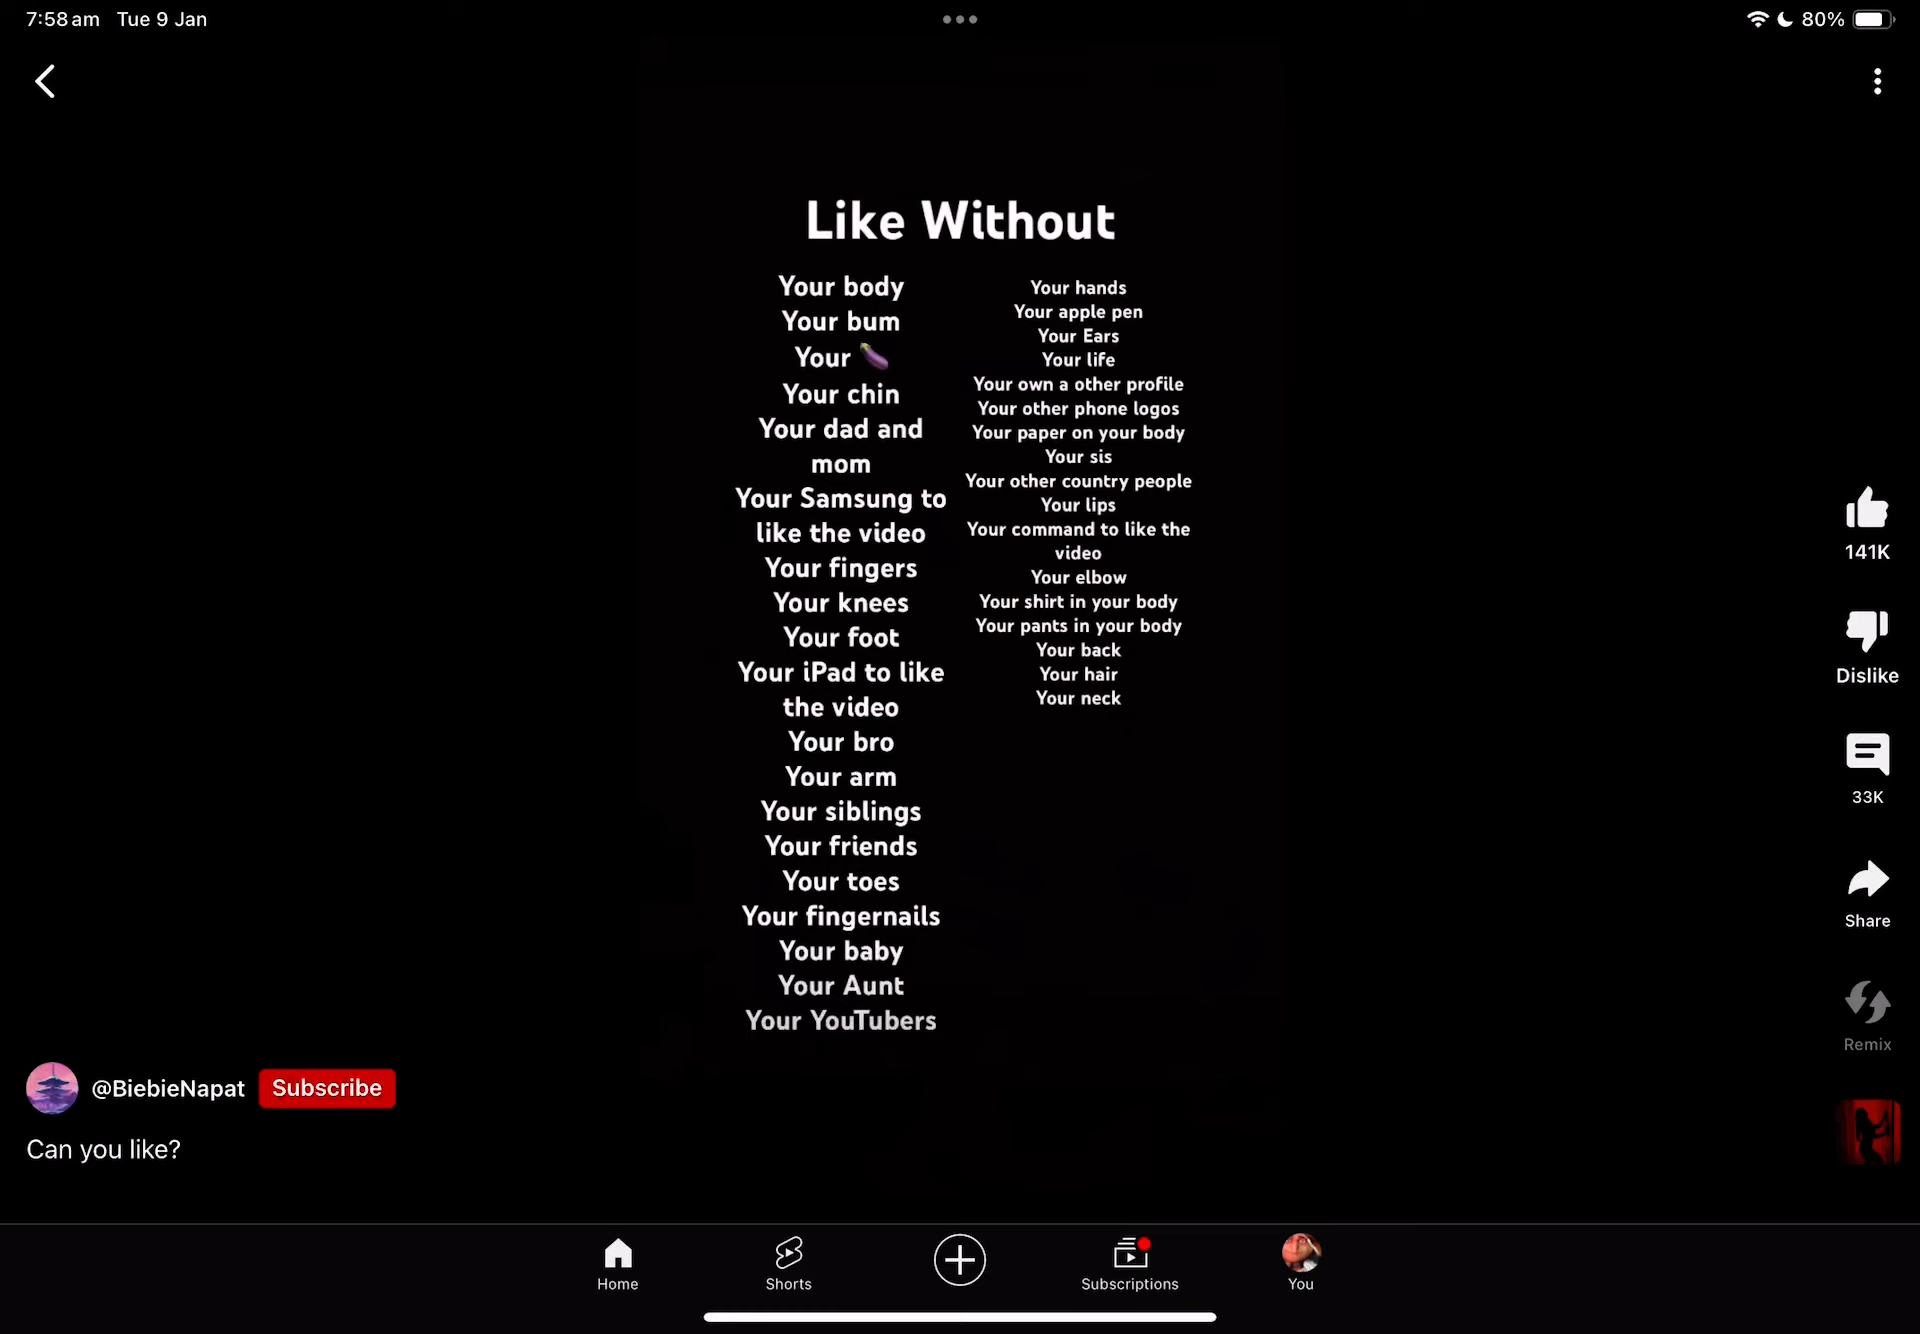 7:58 am Tue 9 Jan
80%
Like Without
Your body
Your bum
Your 🍆
Your chin
Your dad and
mom
Your Samsung to
like the video
Your fingers
Your knees
Your foot
Your iPad to like
the video
Your bro
Your arm
Your siblings
Your friends
Your toes
Your fingernails
Your baby
Your Aunt
Your YouTubers
Your hands
Your apple pen
Your Ears
Your life
Your own a other profile
Your other phone logos
Your paper on your body
Your sis
Your other country people
Your lips
Your command to like the
video
Your elbow
Your shirt in your body
Your pants in your body
Your back
Your hair
Your neck
141K
Dislike
33K
Share
Remix
@BiebieNapat Subscribe
Can you like?
Home
Shorts
Subscriptions
You